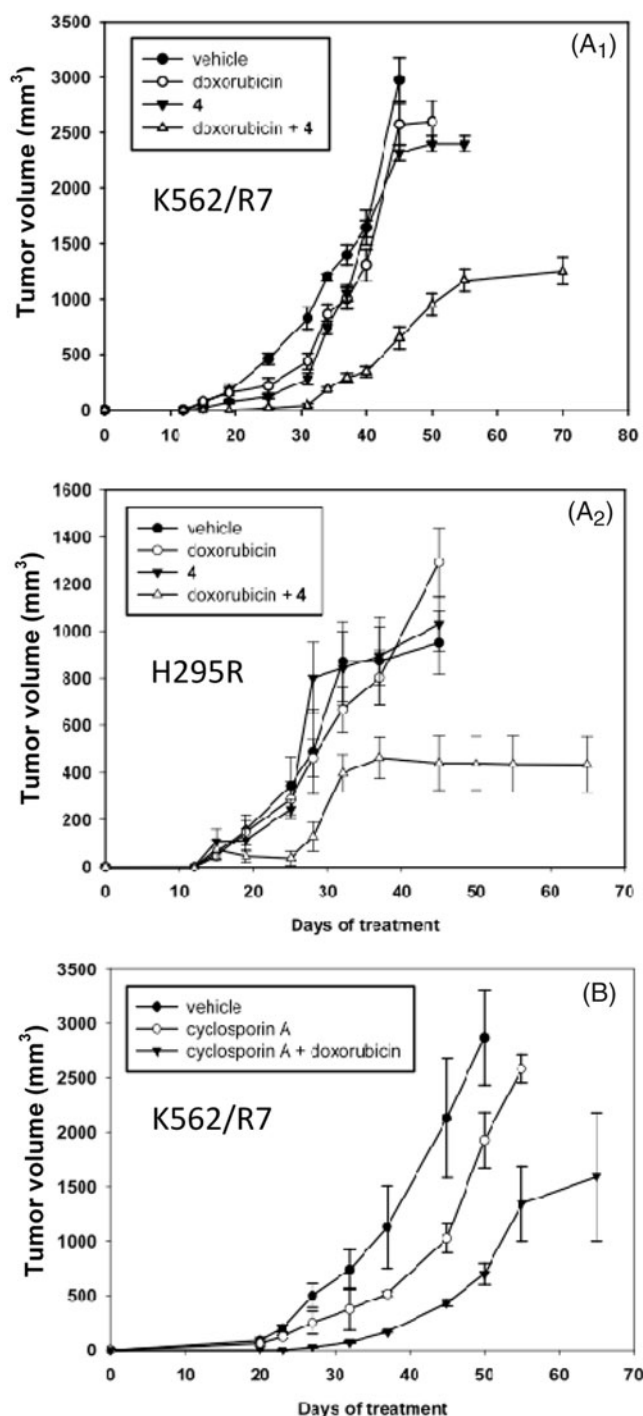 (A1)
vehicle
doxorubicin
4
doxorubicin + 4
K562/R7
Tumor volume (mm³)
3500
3000
2500
2000
1500
1000
500
0
0 10 20 30 40 50 60 70 80
(A2)
vehicle
doxorubicin
4
doxorubicin + 4
H295R
Tumor volume (mm³)
1600
1400
1200
1000
800
600
400
200
0
0 10 20 30 40 50 60 70
Days of treatment
(B)
vehicle
cyclosporin A
cyclosporin A + doxorubicin
K562/R7
Tumor volume (mm³)
3500
3000
2500
2000
1500
1000
500
0
0 10 20 30 40 50 60 70
Days of treatment